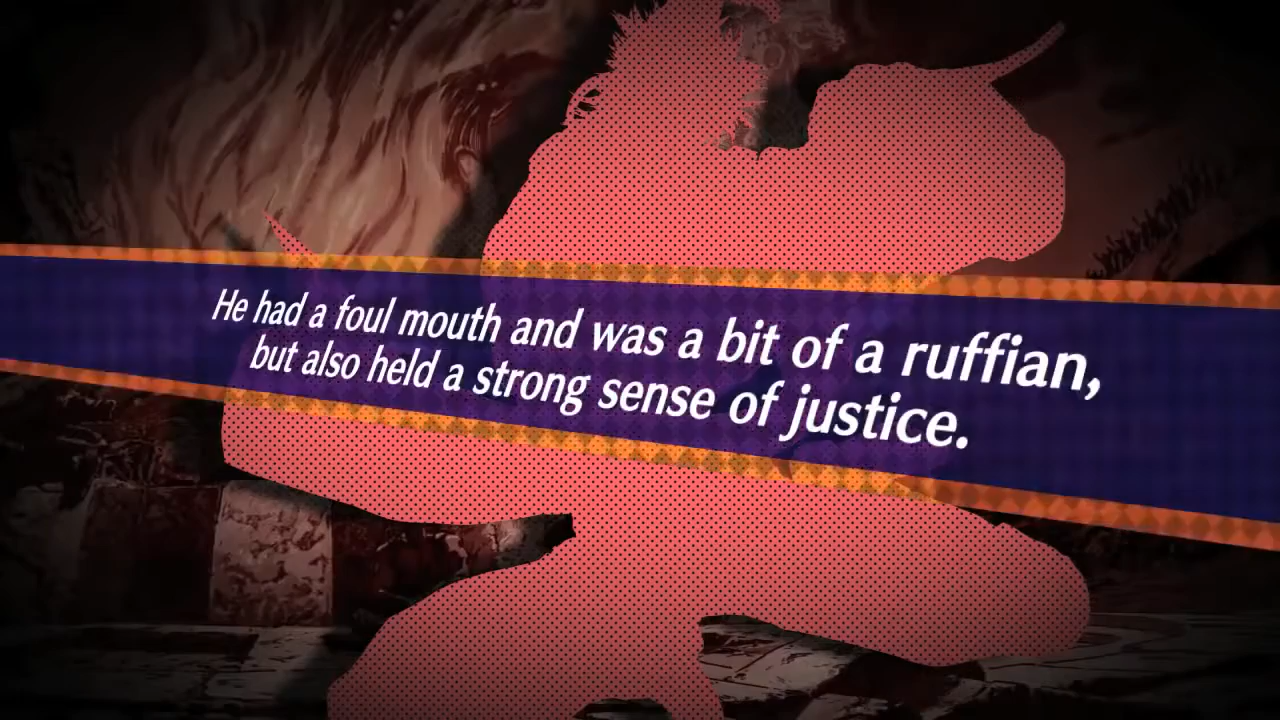 He had a foul mouth and was a bit of a ruffian,
but also held a strong sense of justice.